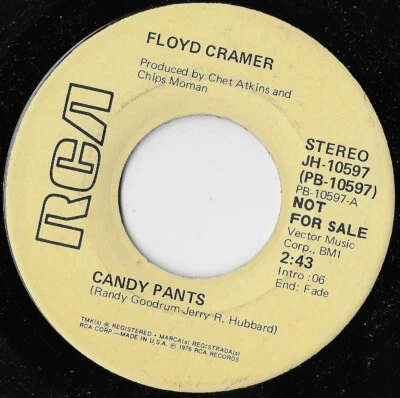 FLOYD CRAMER
Produced by Chet Atkins and
Chips Moman
RCA
STEREO
JH-10597
(PB-10597)
PB-10597-A
NOT
FOR SALE
Vector Music
Corp., BMI
2:43
Intro :06
End: Fade
CANDY PANTS
(Randy Goodrum-Jerry R. Hubbard)
TMK(s) ® REGISTERED - MARCA(s) REGISTRADA(s)
RCA CORP.—MADE IN U.S.A. ℗ 1976 RCA RECORDS